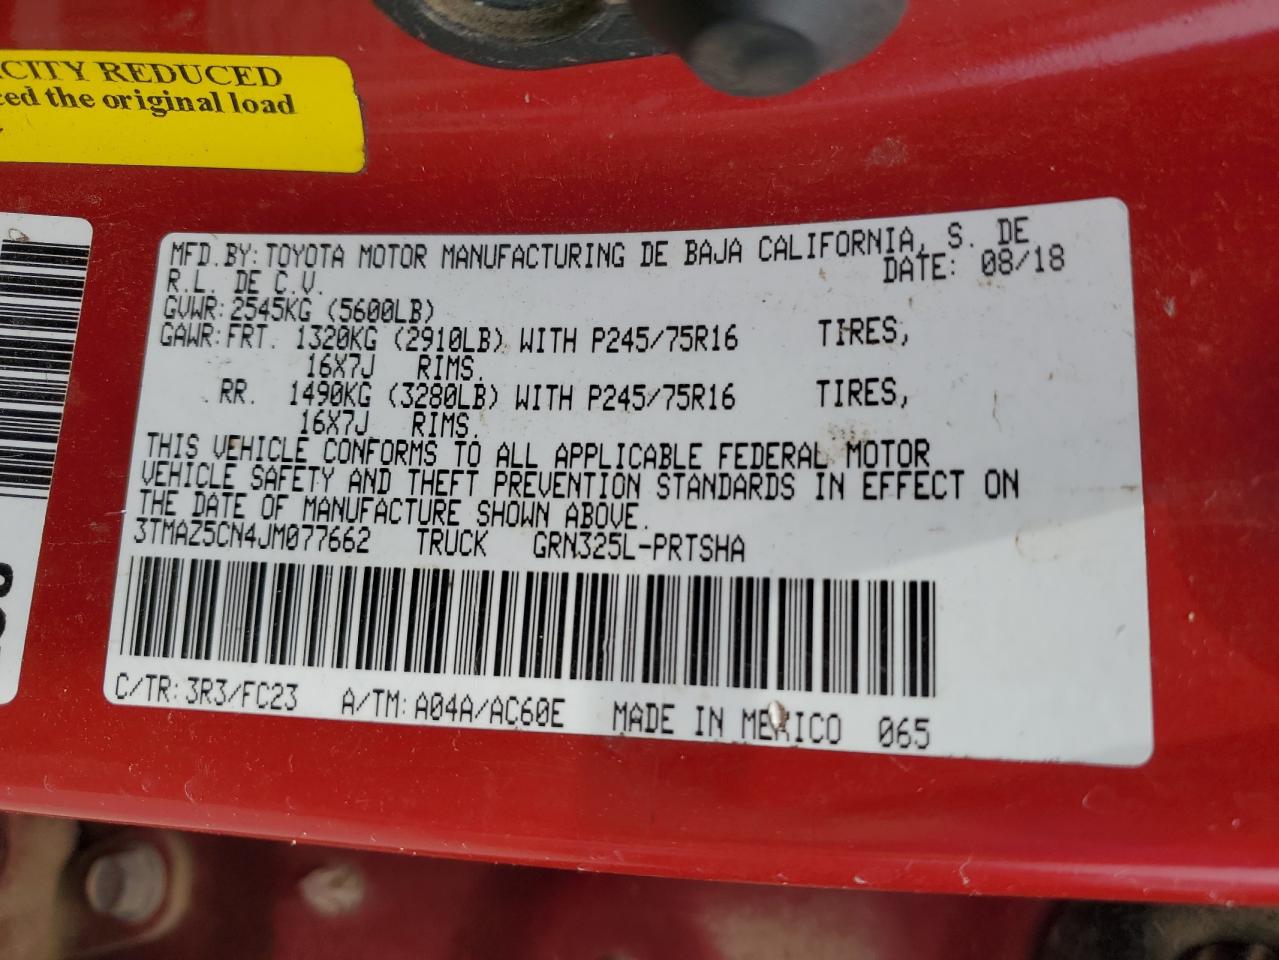 CITY REDUCED
ced the original load
MFD. BY: TOYOTA MOTOR MANUFACTURING DE BAJA CALIFORNIA, S. DE
R.L. DE C.V. DATE: 08/18
GVWR: 2545KG (5600LB)
GAWR: FRT. 1320KG (2910LB) WITH P245/75R16 TIRES,
16X7J RIMS.
RR. 1490KG (3280LB) WITH P245/75R16 TIRES,
16X7J RIMS.
THIS VEHICLE CONFORMS TO ALL APPLICABLE FEDERAL MOTOR
VEHICLE SAFETY AND THEFT PREVENTION STANDARDS IN EFFECT ON
THE DATE OF MANUFACTURE SHOWN ABOVE.
3TMAZ5CN4JM077662 TRUCK GRN325L-PRTSHA
C/TR: 3R3/FC23 A/TM: A04A/AC60E MADE IN MEXICO 065